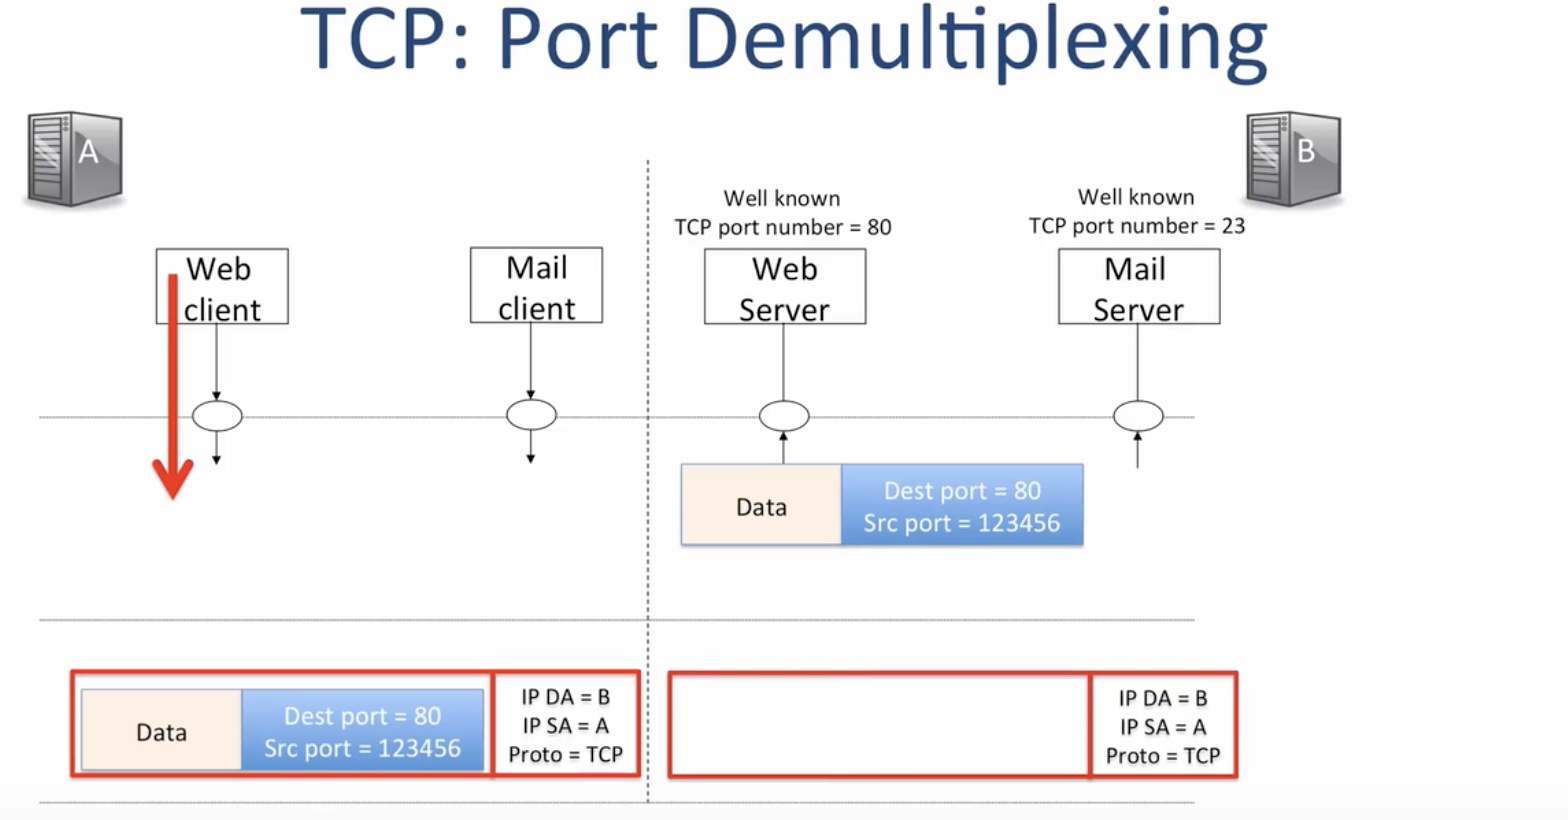 TCP: Port Demultiplexing
A
B
Well known
TCP port number = 80
Well known
TCP port number = 23
Web
client
Mail
client
Web
Server
Mail
Server
Data
Dest port = 80
Src port = 123456
Data
Dest port = 80
Src port = 123456
IP DA = B
IP SA = A
Proto = TCP
IP DA = B
IP SA = A
Proto = TCP